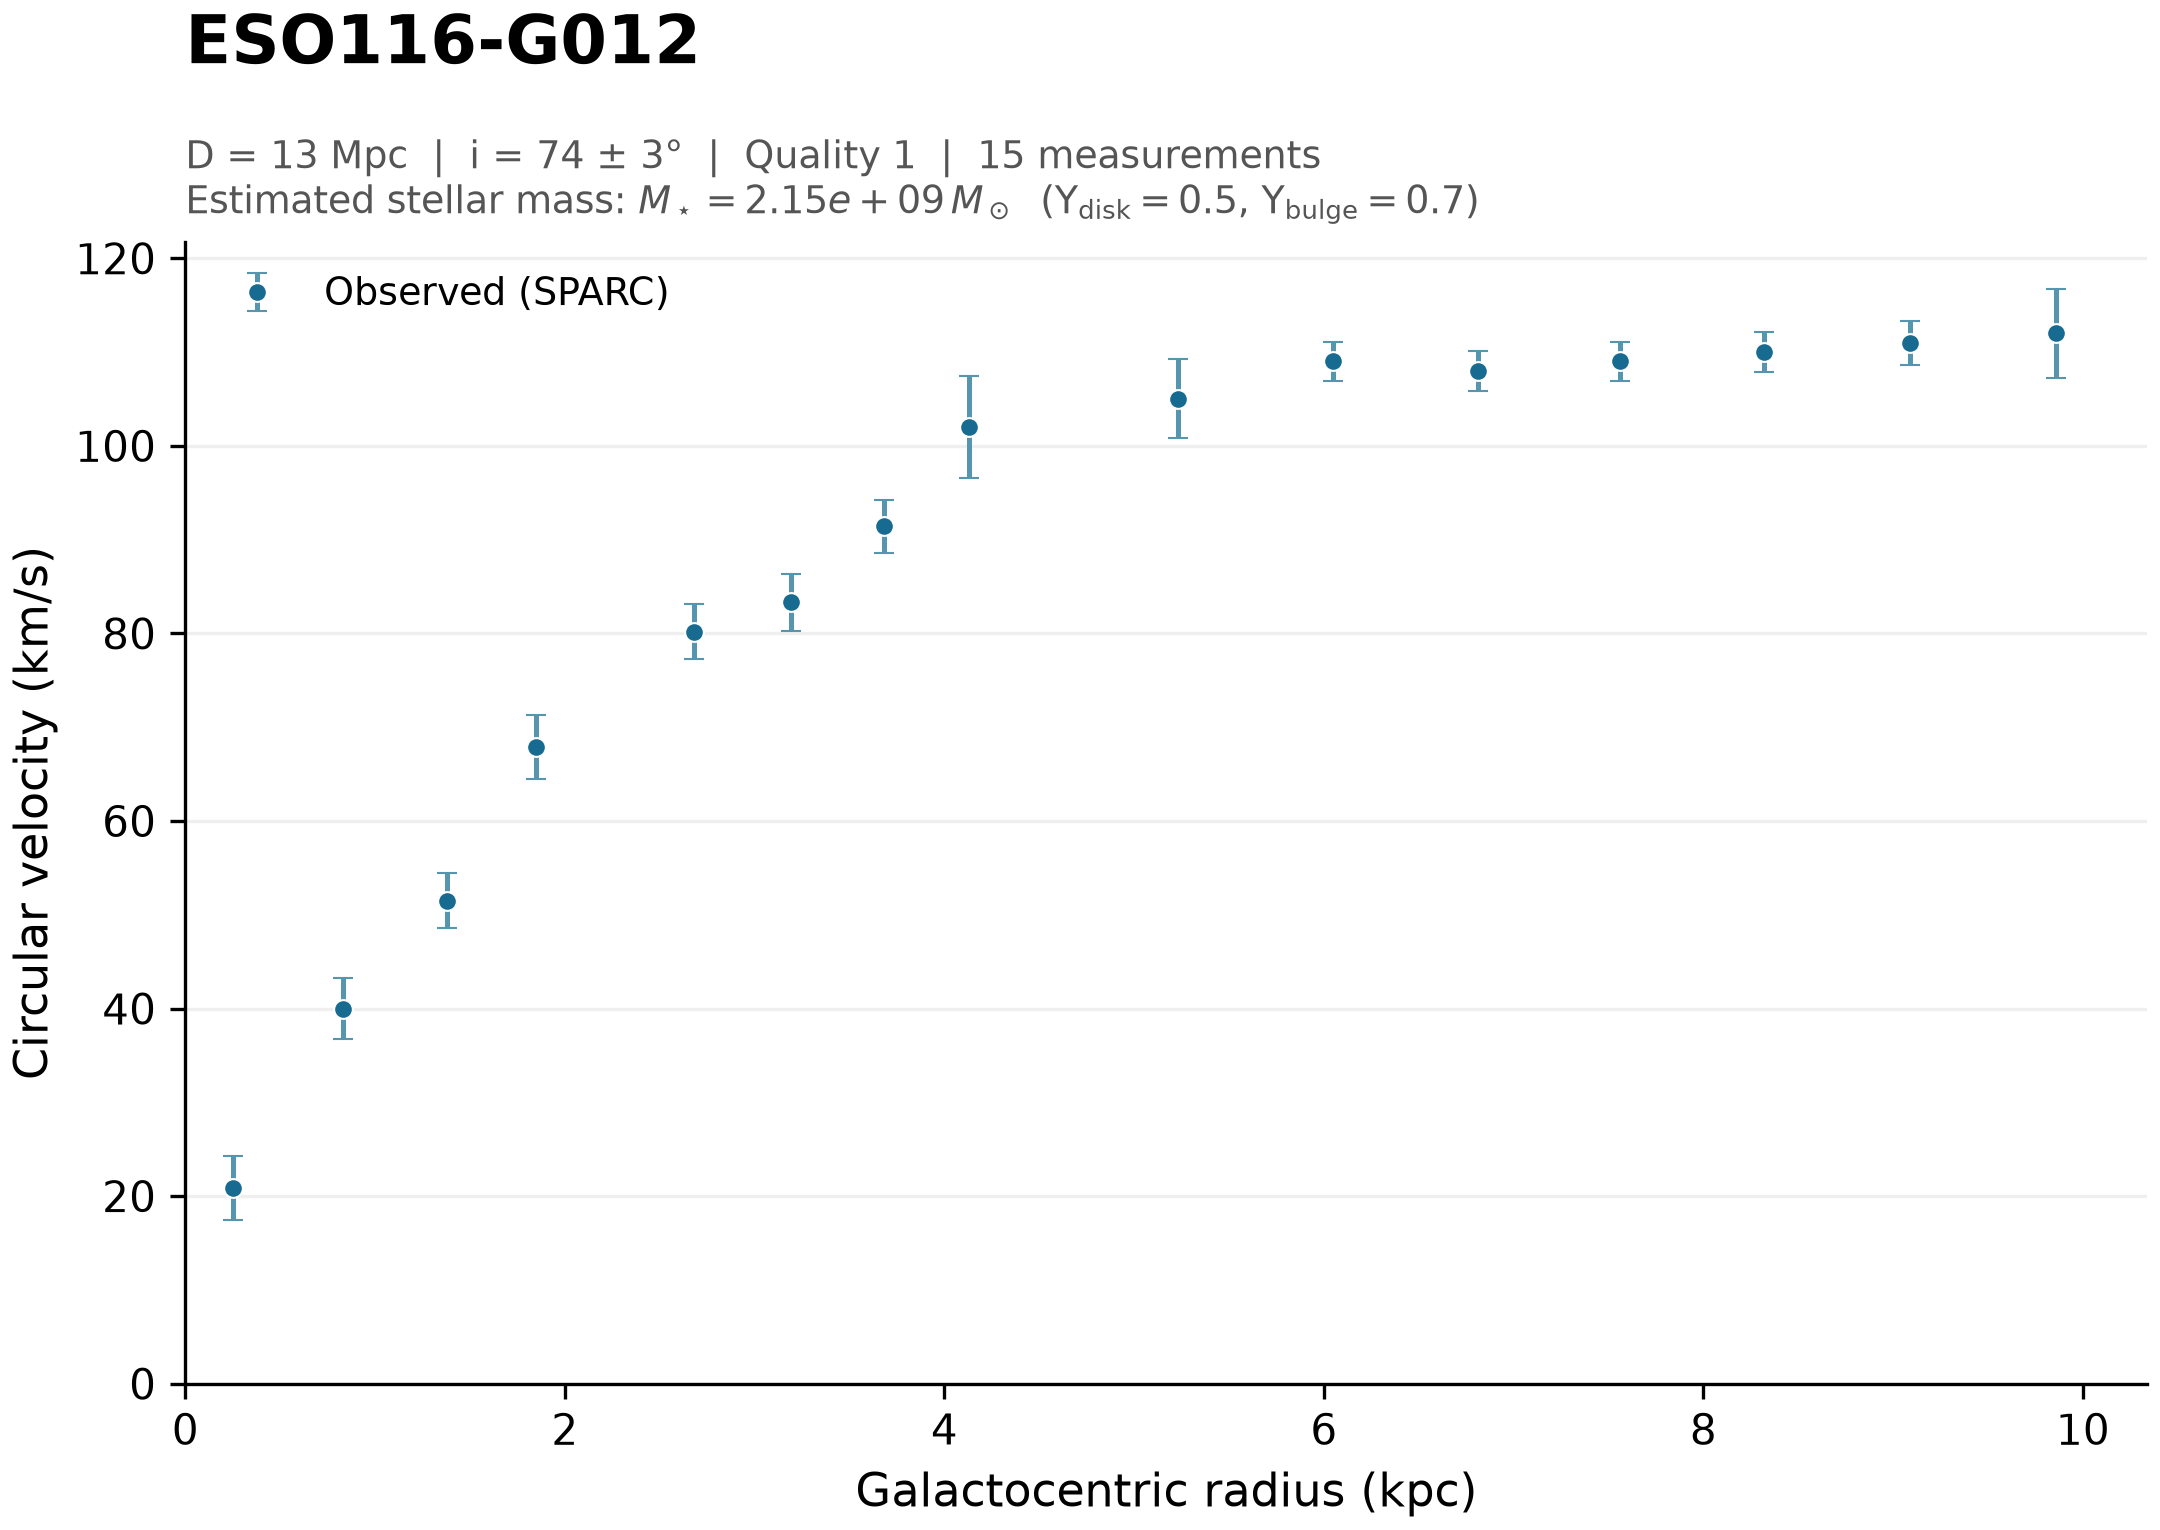 ESO116-G012
D = 13 Mpc | i = 74 ± 3° | Quality 1 | 15 measurements
Estimated stellar mass: M⋆ = 2.15e + 09 M⊙ (Υdisk = 0.5, Υbulge = 0.7)
Observed (SPARC)
120
100
80
60
40
20
0
Circular velocity (km/s)
0 2 4 6 8 10
Galactocentric radius (kpc)